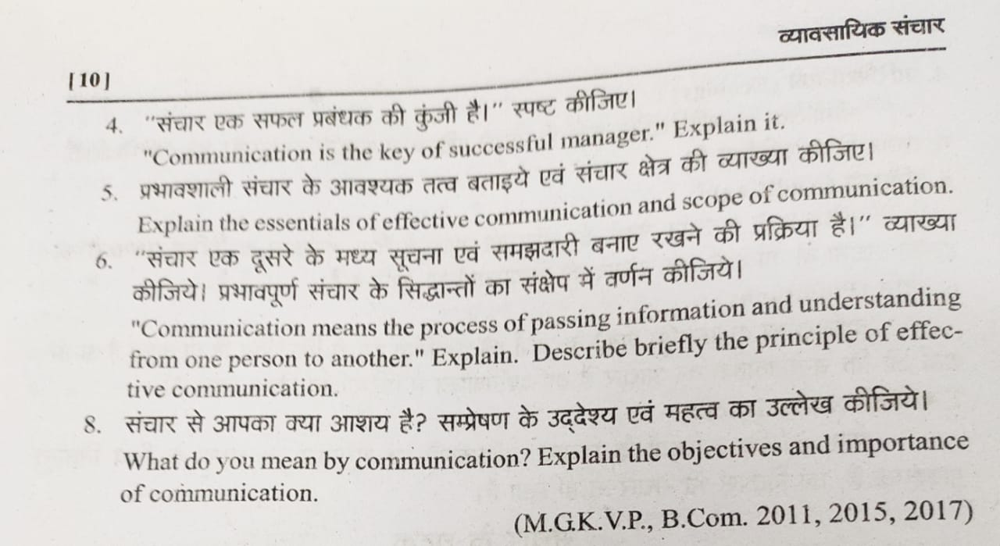 व्यावसायिक संचार
[10]
4. "संचार एक सफल प्रबंधक की कुंजी है।" स्पष्ट कीजिए।
"Communication is the key of successful manager." Explain it.
5. प्रभावशाली संचार के आवश्यक तत्व बताइये एवं संचार क्षेत्र की व्याख्या कीजिए।
Explain the essentials of effective communication and scope of communication.
6. "संचार एक दूसरे के मध्य सूचना एवं समझदारी बनाए रखने की प्रक्रिया है।" व्याख्या
कीजिये। प्रभावपूर्ण संचार के सिद्धान्तों का संक्षेप में वर्णन कीजिये।
"Communication means the process of passing information and understanding
from one person to another." Explain. Describe briefly the principle of effec-
tive communication.
8. संचार से आपका क्या आशय है? सम्प्रेषण के उद्देश्य एवं महत्व का उल्लेख कीजिये।
What do you mean by communication? Explain the objectives and importance
of communication.
(M.G.K.V.P., B.Com. 2011, 2015, 2017)